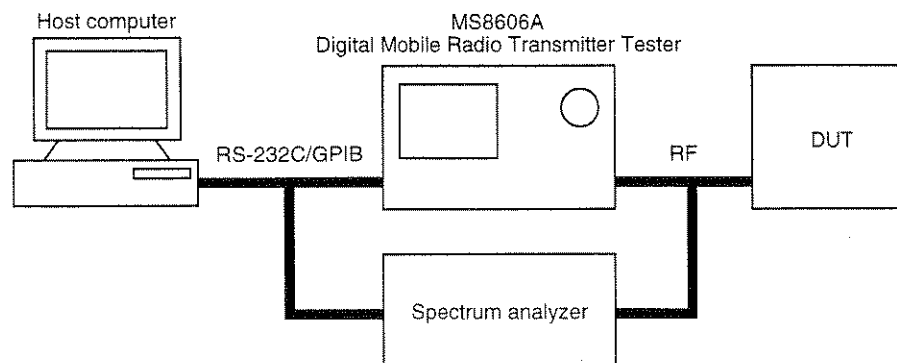 Host computer
MS8606A
Digital Mobile Radio Transmitter Tester
RS-232C/GPIB
RF
DUT
Spectrum analyzer